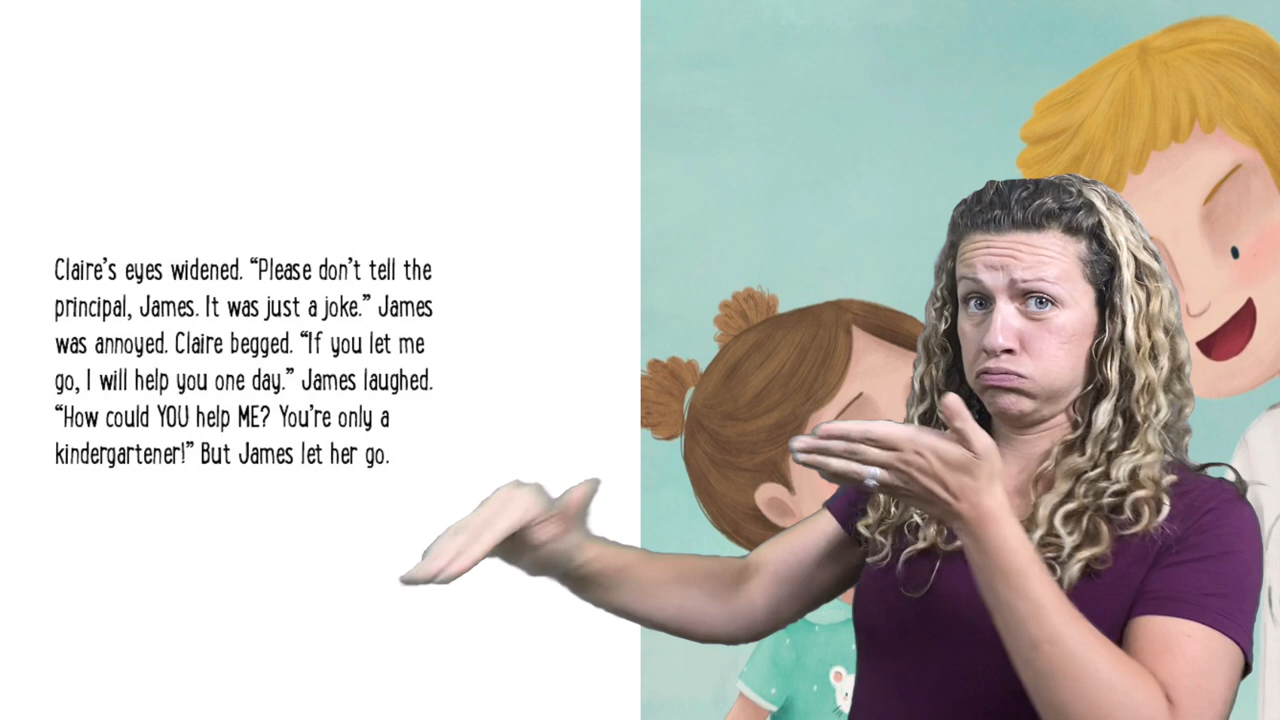 Claire's eyes widened. “Please don't tell the
principal, James. It was just a joke.” James
was annoyed. Claire begged. “If you let me
go, I will help you one day.” James laughed.
“How could YOU help ME? You're only a
kindergartener!” But James let her go.